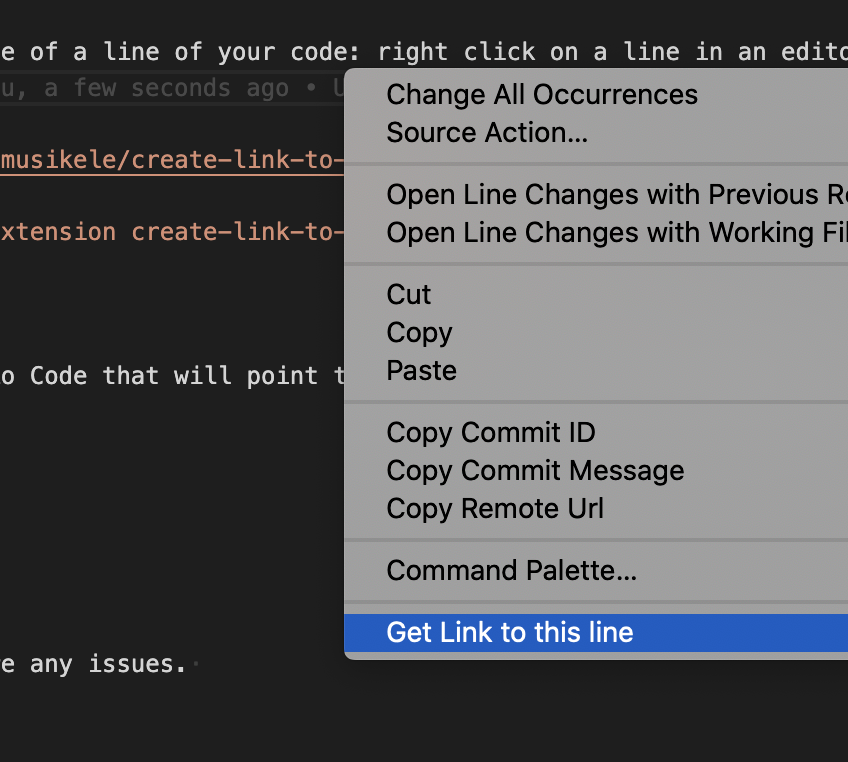 e of a line of your code: right click on a line in an edito
u, a few seconds ago • U
musikele/create-link-to-
xtension create-link-to-
o Code that will point t
e any issues.
Change All Occurrences
Source Action...
Open Line Changes with Previous Re
Open Line Changes with Working Fil
Cut
Copy
Paste
Copy Commit ID
Copy Commit Message
Copy Remote Url
Command Palette...
Get Link to this line